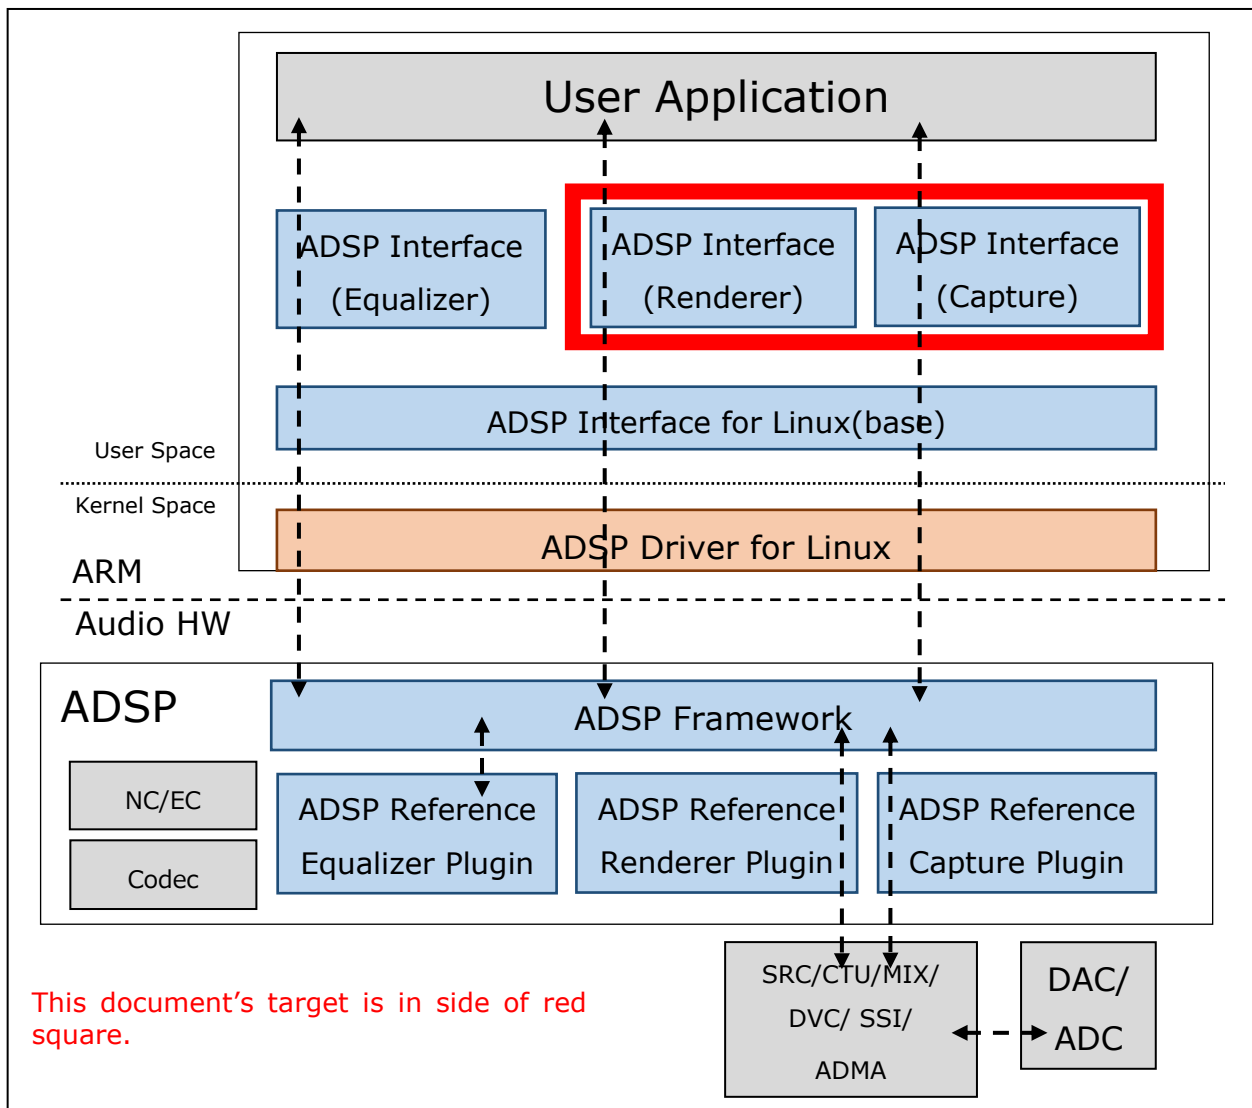 User Application
ADSP Interface
(Equalizer)
ADSP Interface
(Renderer)
ADSP Interface
(Capture)
ADSP Interface for Linux(base)
User Space
Kernel Space
ADSP Driver for Linux
ARM
Audio HW
ADSP
ADSP Framework
NC/EC
Codec
ADSP Reference
Equalizer Plugin
ADSP Reference
Renderer Plugin
ADSP Reference
Capture Plugin
SRC/CTU/MIX/
DVC/ SSI/
ADMA
DAC/
ADC
This document’s target is in side of red
square.